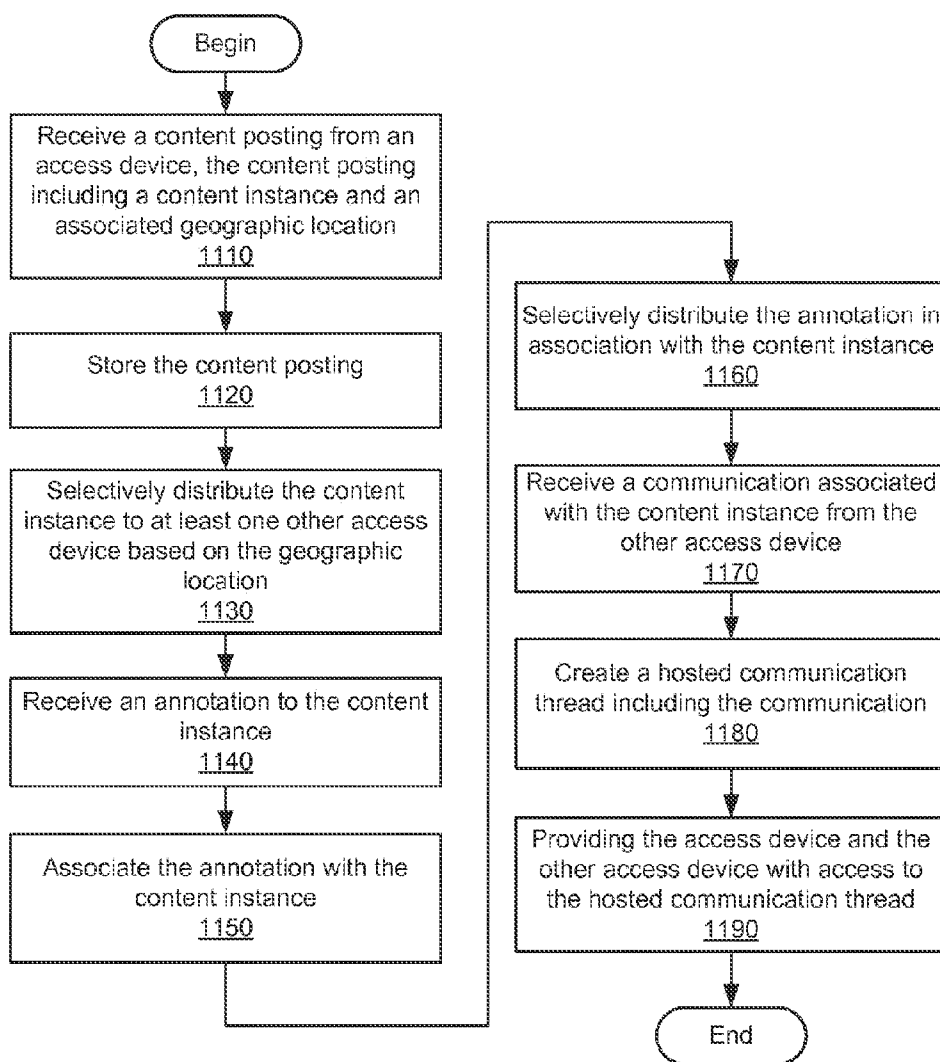 Begin
Receive a content posting from an
access device, the content posting
including a content instance and an
associated geographic location
1110
Store the content posting
1120
Selectively distribute the content
instance to at least one other access
device based on the geographic
location
1130
Receive an annotation to the content
instance
1140
Associate the annotation with the
content instance
1150
Selectively distribute the annotation in
association with the content instance
1160
Receive a communication associated
with the content instance from the
other access device
1170
Create a hosted communication
thread including the communication
1180
Providing the access device and the
other access device with access to
the hosted communication thread
1190
End